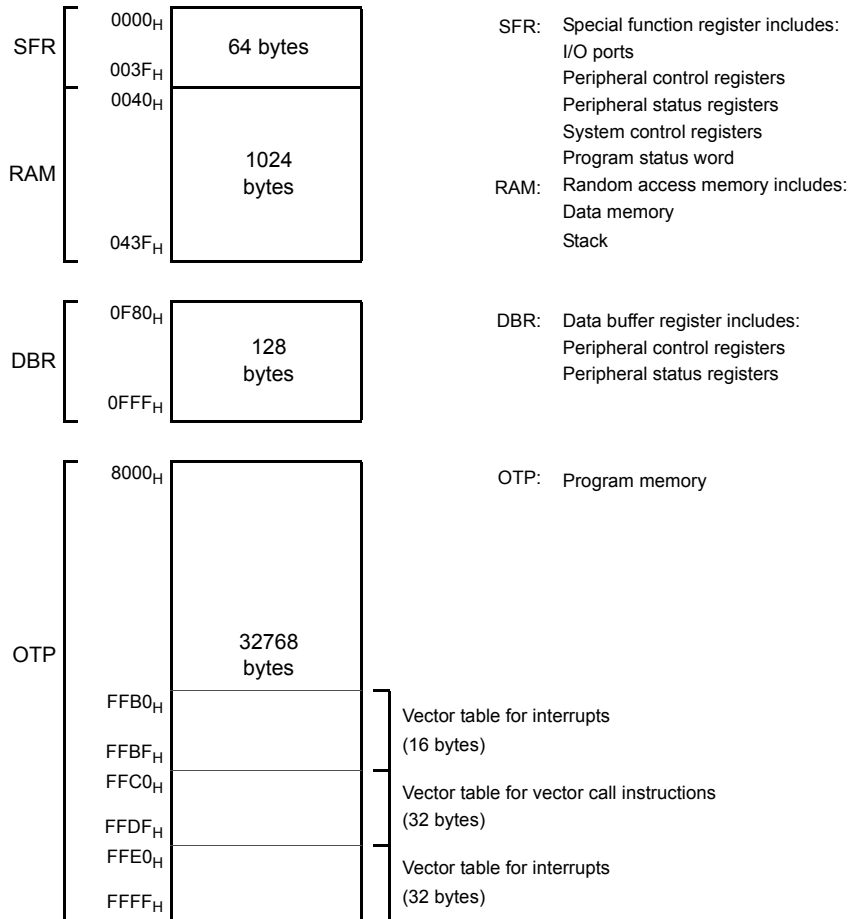 0000H
SFR
64 bytes
003FH
0040H
RAM
1024
bytes
043FH
SFR: Special function register includes:
I/O ports
Peripheral control registers
Peripheral status registers
System control registers
Program status word
RAM: Random access memory includes:
Data memory
Stack
0F80H
DBR
128
bytes
0FFFH
DBR: Data buffer register includes:
Peripheral control registers
Peripheral status registers
8000H
OTP: Program memory
OTP
32768
bytes
FFB0H
Vector table for interrupts
(16 bytes)
FFBFH
FFC0H
Vector table for vector call instructions
(32 bytes)
FFDFH
FFE0H
Vector table for interrupts
(32 bytes)
FFFFH